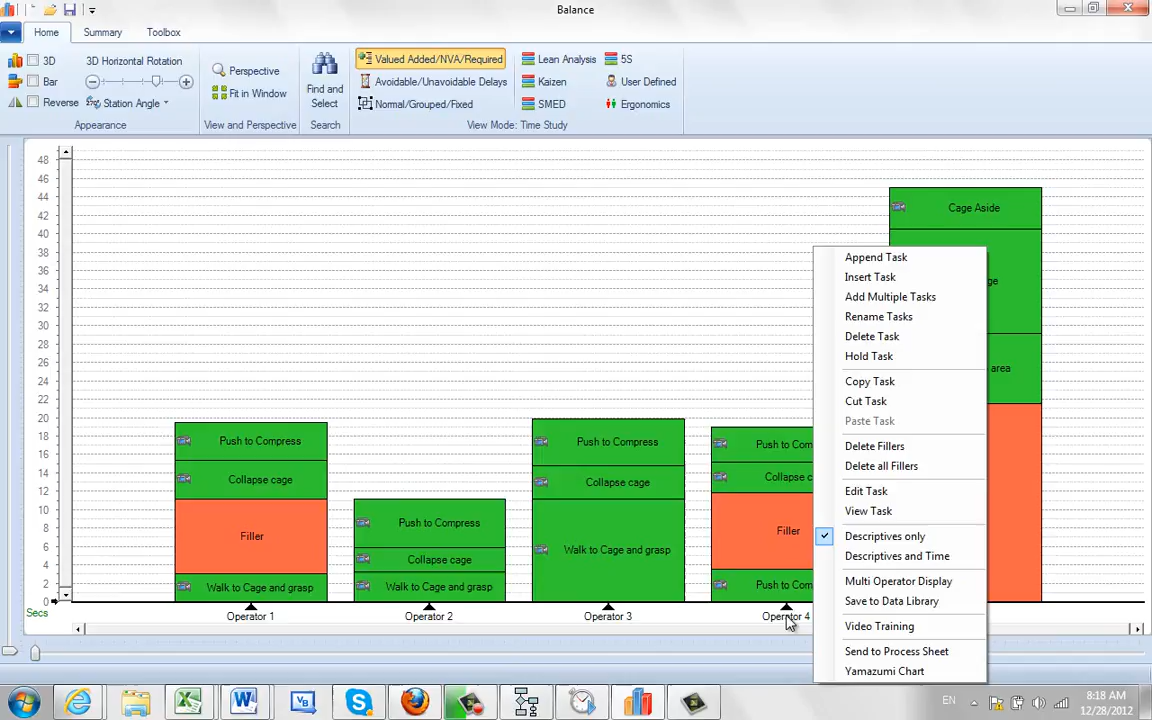 Balance
Home Summary Toolbox
3D 3D Horizontal Rotation
Bar
Reverse Station Angle
Appearance
Perspective
Fit in Window
View and Perspective
Find and
Select
Search
Valued Added/NVA/Required Lean Analysis 5S
Avoidable/Unavoidable Delays Kaizen User Defined
Normal/Grouped/Fixed SMED Ergonomics
View Mode: Time Study
48
46
44
42
40
38
36
34
32
30
28
26
24
22
20
18
16
14
12
10
8
6
4
2
0
Secs
Push to Compress
Collapse cage
Filler
Walk to Cage and grasp
Operator 1
Push to Compress
Collapse cage
Walk to Cage and grasp
Operator 2
Push to Compress
Collapse cage
Walk to Cage and grasp
Operator 3
Push to Com
Collapse c
Filler
Push to Com
Operator 4
Cage Aside
ge
area
Append Task
Insert Task
Add Multiple Tasks
Rename Tasks
Delete Task
Hold Task
Copy Task
Cut Task
Paste Task
Delete Fillers
Delete all Fillers
Edit Task
View Task
Descriptives only
Descriptives and Time
Multi Operator Display
Save to Data Library
Video Training
Send to Process Sheet
Yamazumi Chart
EN
8:18 AM
12/28/2012